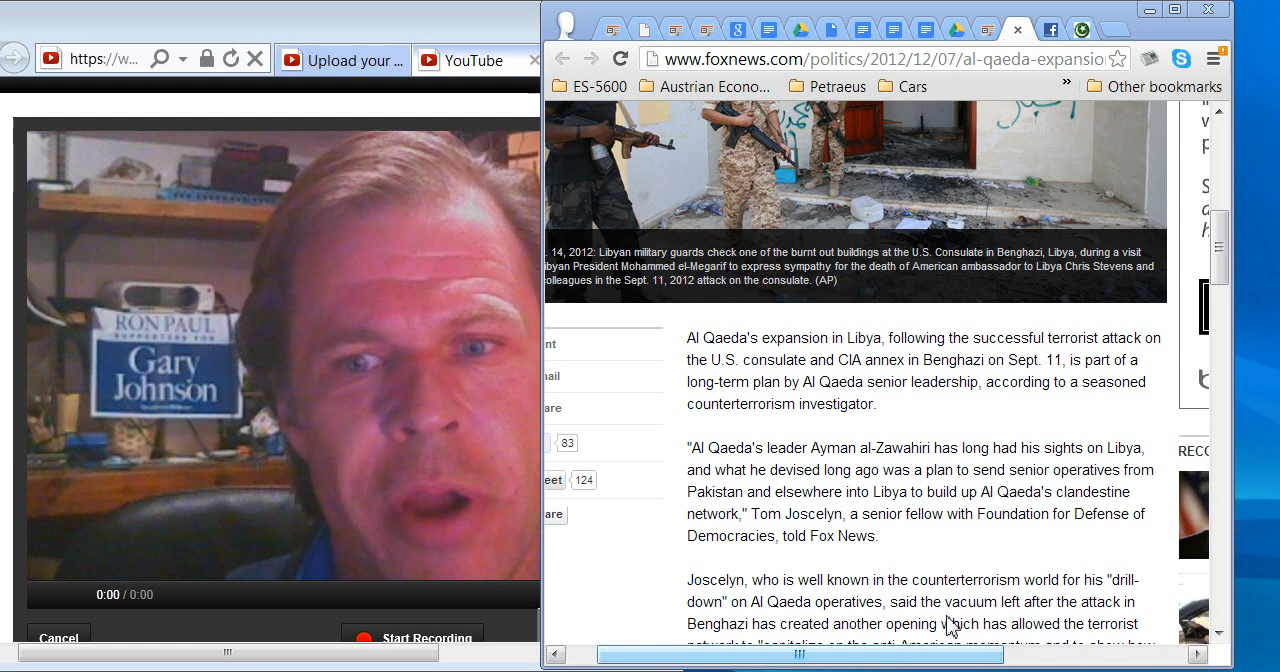 https://w...
Upload your ...
YouTube
www.foxnews.com/politics/2012/12/07/al-qaeda-expansio
ES-5600
Austrian Econo...
Petraeus
Cars
»
Other bookmarks
RON PAUL
SUPPORTERS FOR
Gary
Johnson
0:00 / 0:00
Cancel
Start Recording
. 14, 2012: Libyan military guards check one of the burnt out buildings at the U.S. Consulate in Benghazi, Libya, during a visit
ibyan President Mohammed el-Megarif to express sympathy for the death of American ambassador to Libya Chris Stevens and
olleagues in the Sept. 11, 2012 attack on the consulate. (AP)
nt
ail
are
83
eet 124
are
Al Qaeda's expansion in Libya, following the successful terrorist attack on
the U.S. consulate and CIA annex in Benghazi on Sept. 11, is part of a
long-term plan by Al Qaeda senior leadership, according to a seasoned
counterterrorism investigator.
"Al Qaeda's leader Ayman al-Zawahiri has long had his sights on Libya,
and what he devised long ago was a plan to send senior operatives from
Pakistan and elsewhere into Libya to build up Al Qaeda's clandestine
network," Tom Joscelyn, a senior fellow with Foundation for Defense of
Democracies, told Fox News.
Joscelyn, who is well known in the counterterrorism world for his "drill-
down" on Al Qaeda operatives, said the vacuum left after the attack in
Benghazi has created another opening which has allowed the terrorist
RECO